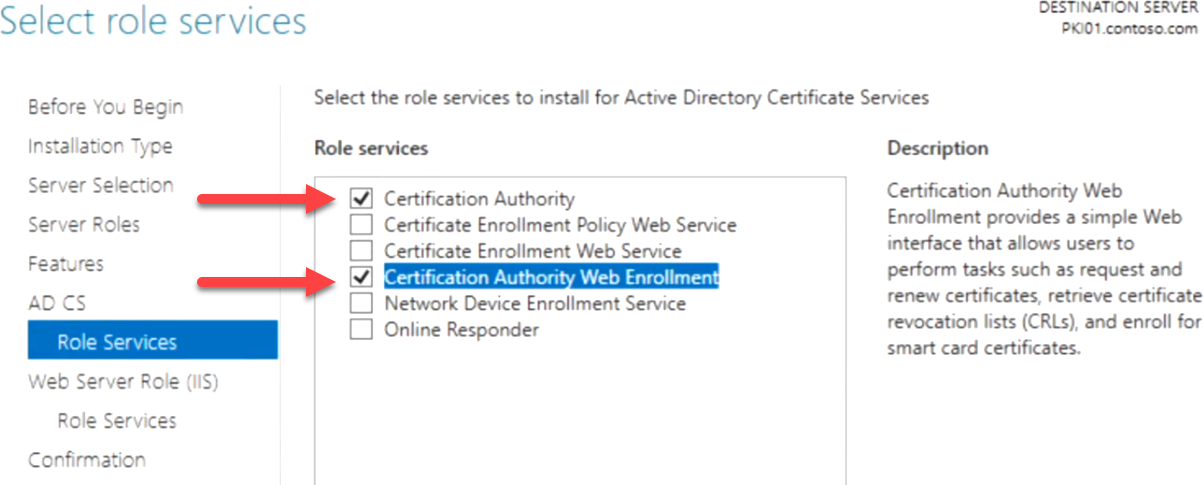 Select role services
DESTINATION SERVER
PKI01.contoso.com
Before You Begin
Installation Type
Server Selection
Server Roles
Features
AD CS
Role Services
Web Server Role (IIS)
Role Services
Confirmation
Select the role services to install for Active Directory Certificate Services
Role services
Certification Authority
Certificate Enrollment Policy Web Service
Certificate Enrollment Web Service
Certification Authority Web Enrollment
Network Device Enrollment Service
Online Responder
Description
Certification Authority Web
Enrollment provides a simple Web
interface that allows users to
perform tasks such as request and
renew certificates, retrieve certificate
revocation lists (CRLs), and enroll for
smart card certificates.